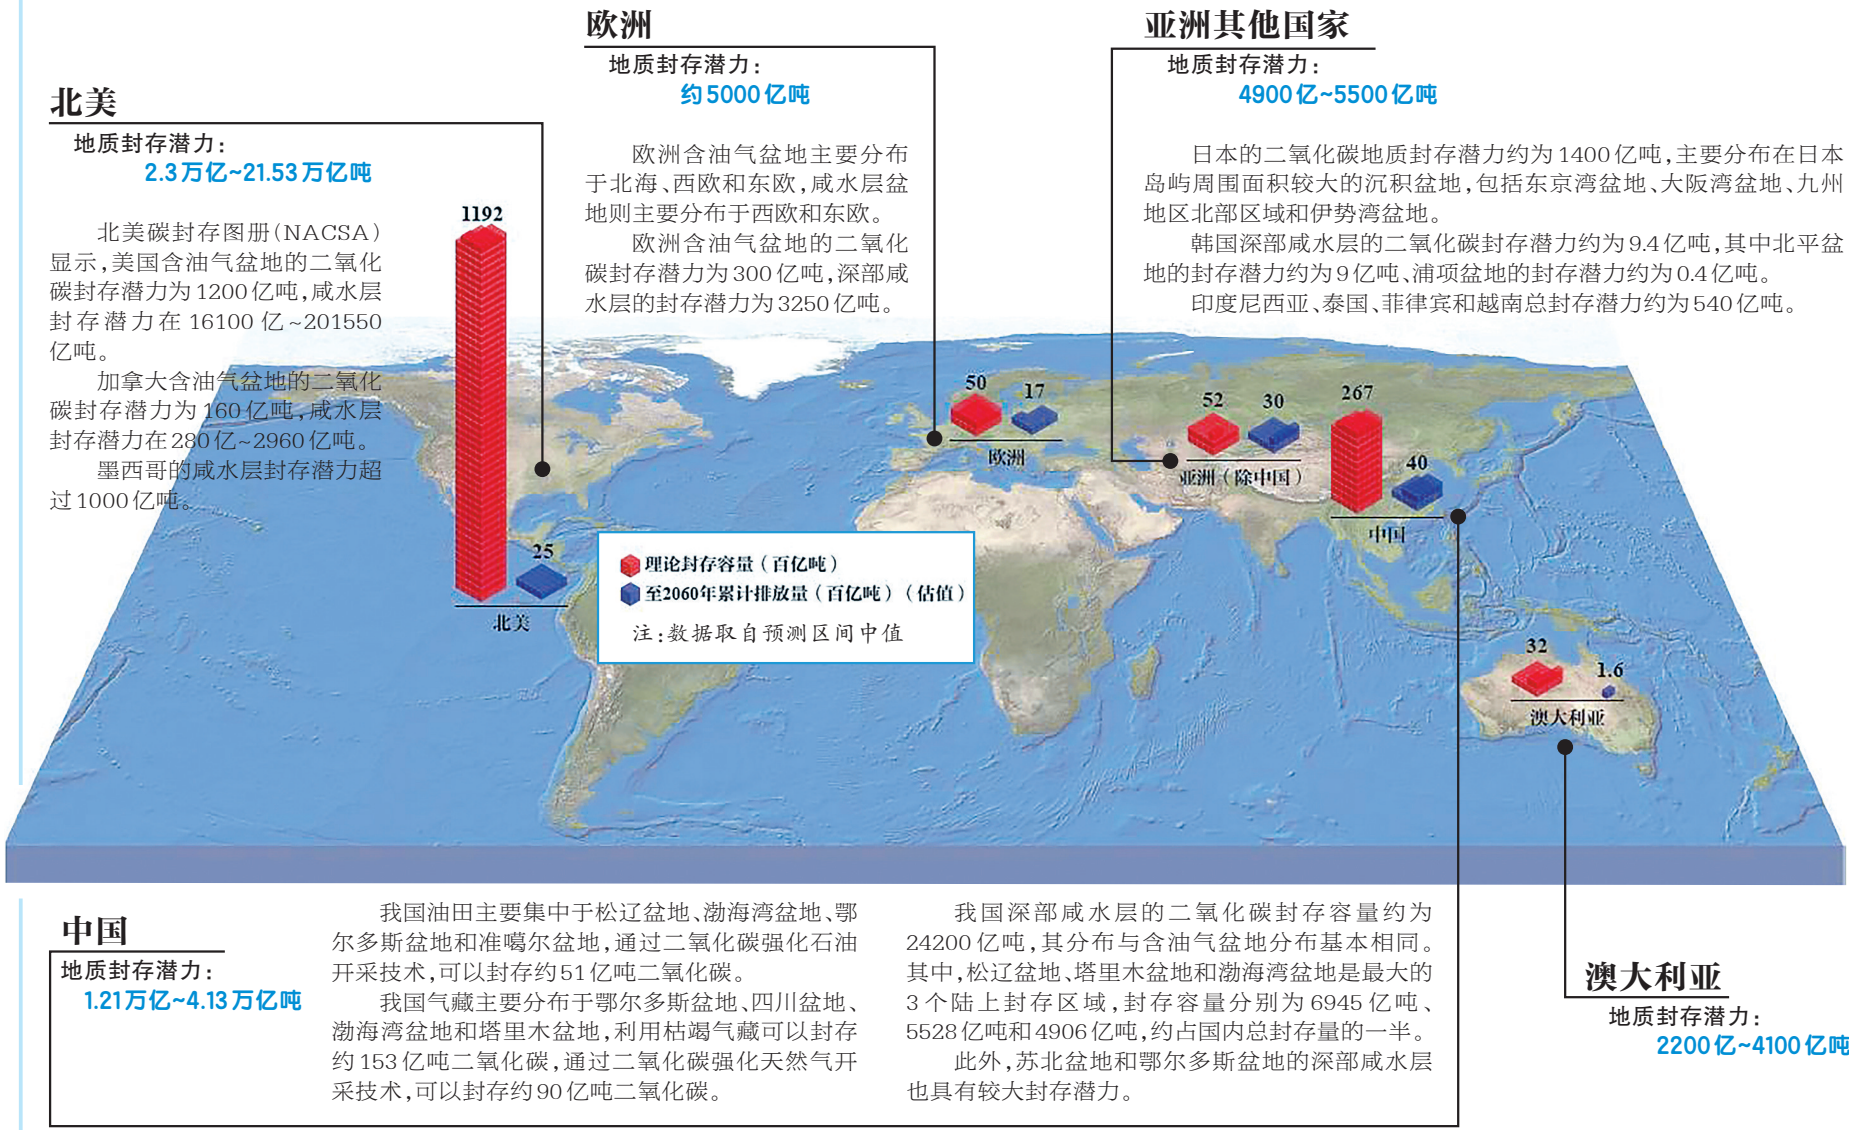 北美
地质封存潜力：
2.3万亿~21.53万亿吨
北美碳封存图册(NACSA)
显示,美国含油气盆地的二氧化
碳封存潜力为1200亿吨,咸水层
封存潜力在16100亿~201550
亿吨。
加拿大含油气盆地的二氧化
碳封存潜力为160亿吨,咸水层
封存潜力在280亿~2960亿吨。
墨西哥的咸水层封存潜力超
过1000亿吨。
欧洲
地质封存潜力：
约5000亿吨
欧洲含油气盆地主要分布
于北海、西欧和东欧,咸水层盆
地则主要分布于西欧和东欧。
欧洲含油气盆地的二氧化
碳封存潜力为300亿吨,深部咸
水层的封存潜力为3250亿吨。
亚洲其他国家
地质封存潜力：
4900亿~5500亿吨
日本的二氧化碳地质封存潜力约为1400亿吨,主要分布在日本
岛屿周围面积较大的沉积盆地,包括东京湾盆地、大阪湾盆地、九州
地区北部区域和伊势湾盆地。
韩国深部咸水层的二氧化碳封存潜力约为9.4亿吨,其中北平盆
地的封存潜力约为9亿吨、浦项盆地的封存潜力约为0.4亿吨。
印度尼西亚、泰国、菲律宾和越南总封存潜力约为540亿吨。
1192
25
北美
50
17
欧洲
52
30
亚洲（除中国）
267
40
中国
32
1.6
澳大利亚
理论封存容量（百亿吨）
至2060年累计排放量（百亿吨）（估值）
注:数据取自预测区间中值
中国
地质封存潜力：
1.21万亿~4.13万亿吨
我国油田主要集中于松辽盆地、渤海湾盆地、鄂
尔多斯盆地和准噶尔盆地,通过二氧化碳强化石油
开采技术,可以封存约51亿吨二氧化碳。
我国气藏主要分布于鄂尔多斯盆地、四川盆地、
渤海湾盆地和塔里木盆地,利用枯竭气藏可以封存
约153亿吨二氧化碳,通过二氧化碳强化天然气开
采技术,可以封存约90亿吨二氧化碳。
我国深部咸水层的二氧化碳封存容量约为
24200亿吨,其分布与含油气盆地分布基本相同。
其中,松辽盆地、塔里木盆地和渤海湾盆地是最大的
3个陆上封存区域,封存容量分别为6945亿吨、
5528亿吨和4906亿吨,约占国内总封存量的一半。
此外,苏北盆地和鄂尔多斯盆地的深部咸水层
也具有较大封存潜力。
澳大利亚
地质封存潜力：
2200亿~4100亿吨